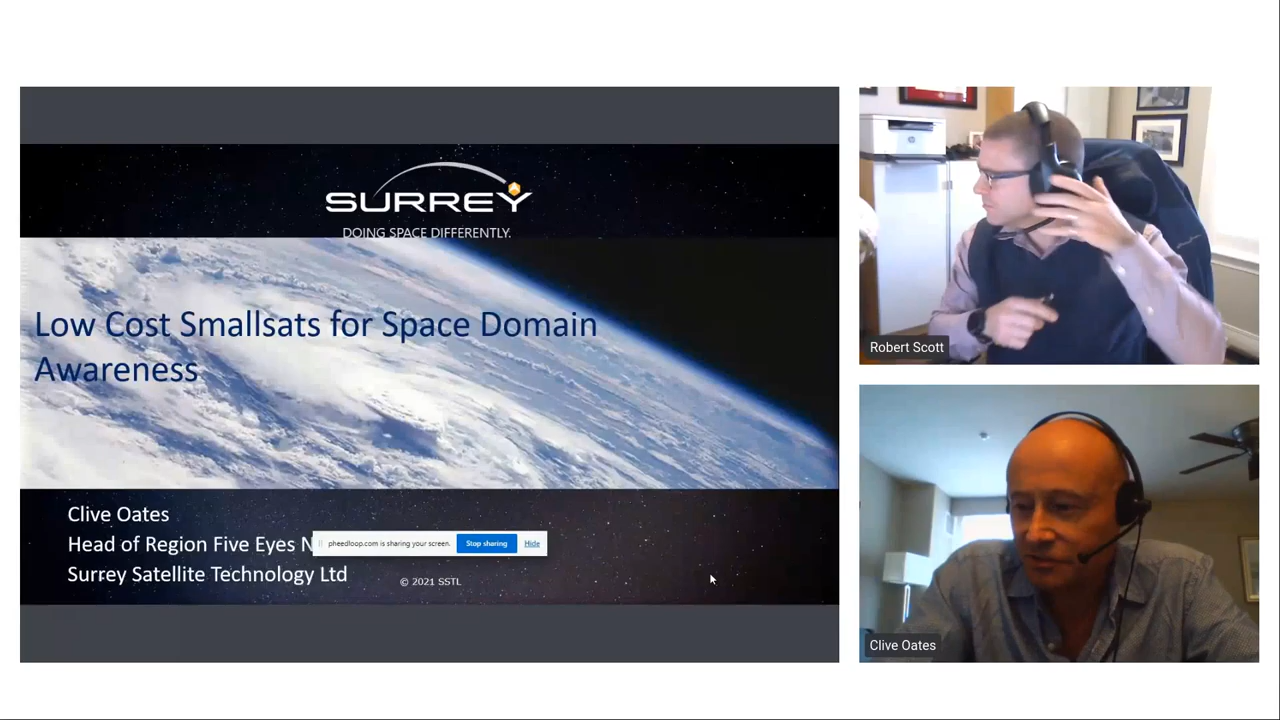 SURREY
DOING SPACE DIFFERENTLY.
Low Cost Smallsats for Space Domain
Awareness
Clive Oates
Head of Region Five Eyes N
pheedloop.com is sharing your screen.
Stop sharing
Hide
Surrey Satellite Technology Ltd
© 2021 SSTL
Robert Scott
Clive Oates